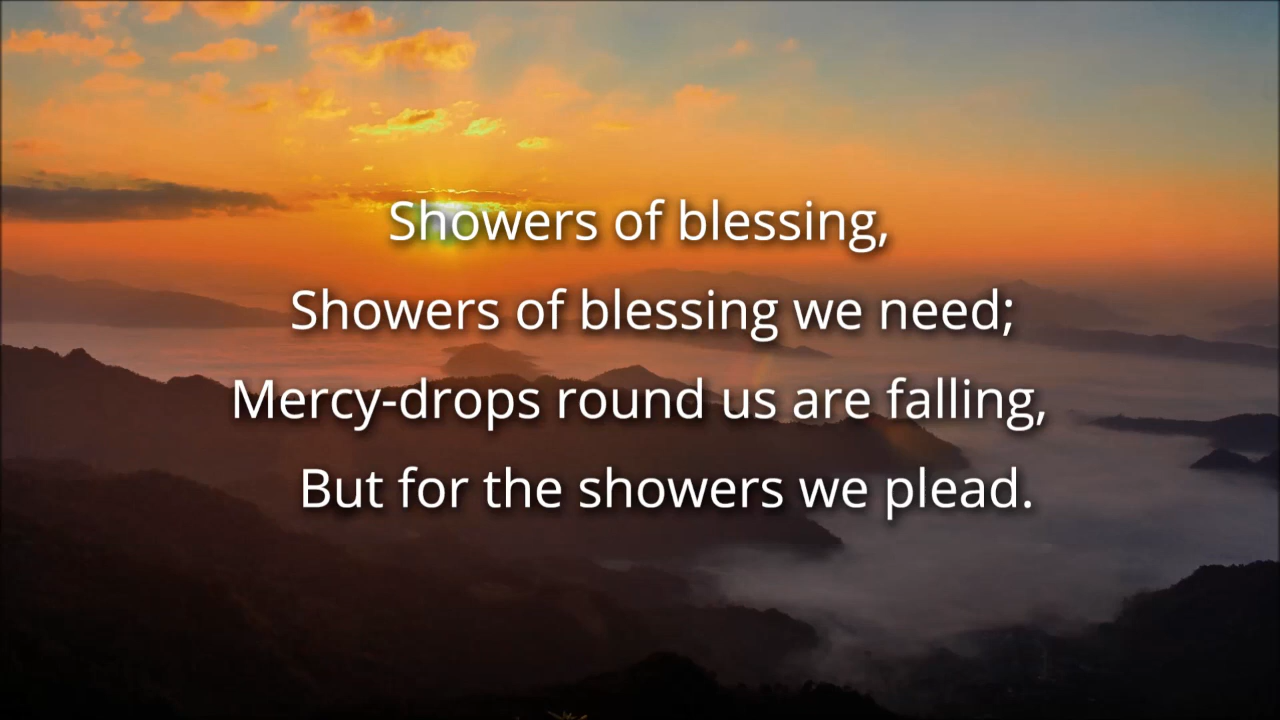 Showers of blessing,
Showers of blessing we need;
Mercy-drops round us are falling,
But for the showers we plead.